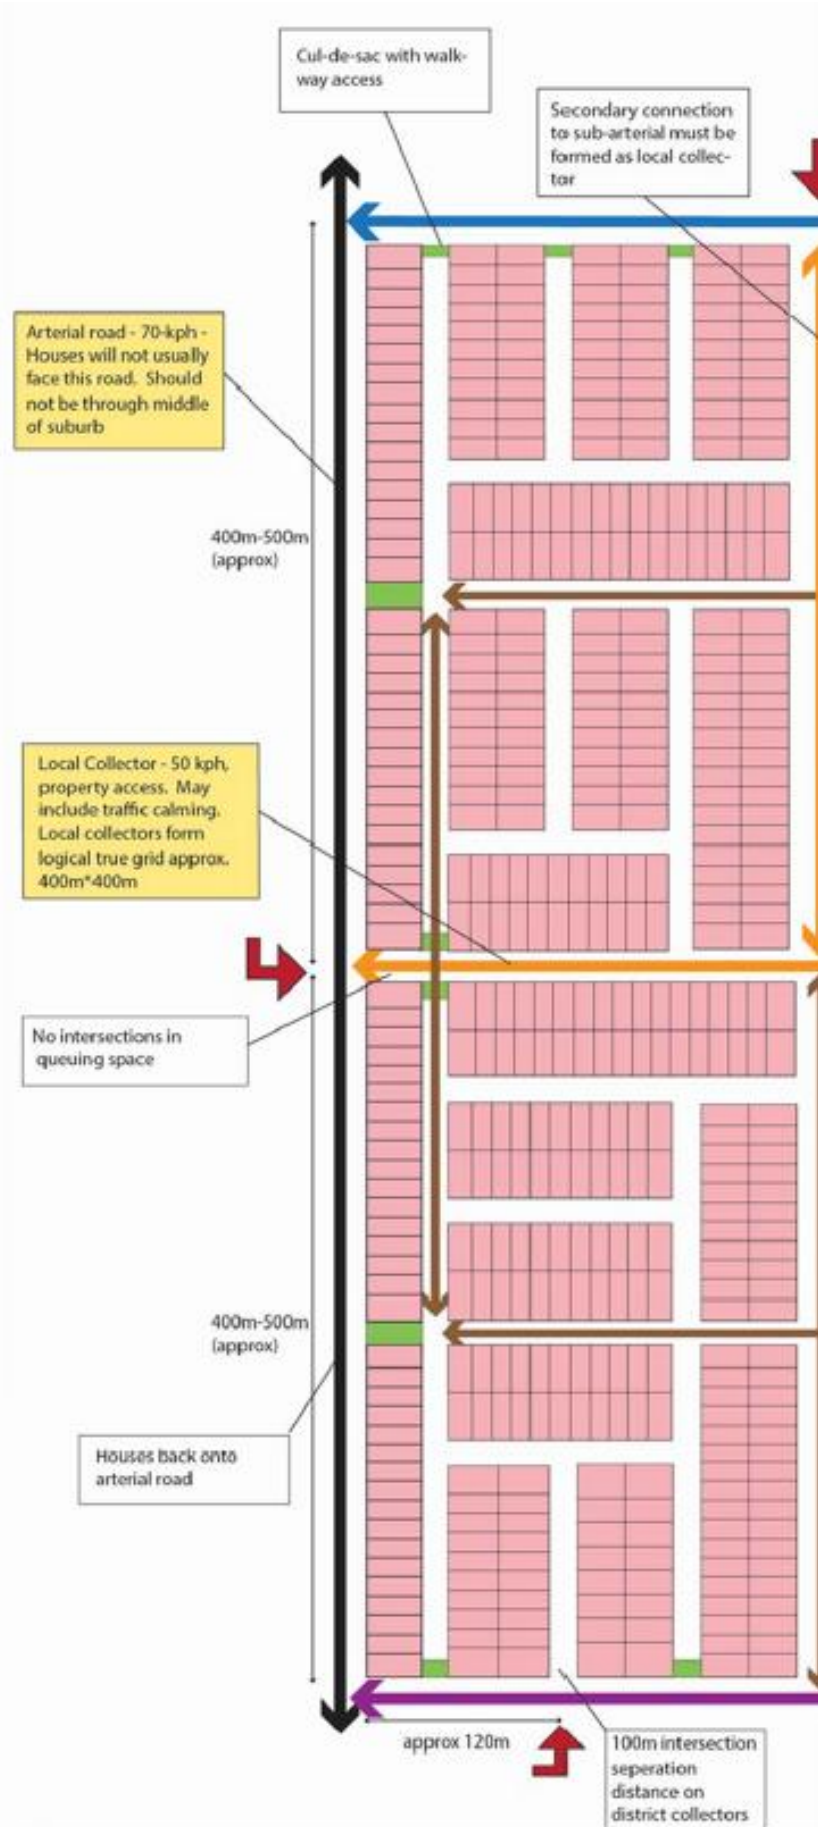 Cul-de-sac with walk-
way access
Secondary connection
to sub-arterial must be
formed as local collec-
tor
Arterial road - 70-kph -
Houses will not usually
face this road. Should
not be through middle
of suburb
400m-500m
(approx)
Local Collector - 50 kph,
property access. May
include traffic calming.
Local collectors form
logical true grid approx.
400m*400m
No intersections in
queuing space
400m-500m
(approx)
Houses back onto
arterial road
approx 120m
100m intersection
seperation
distance on
district collectors